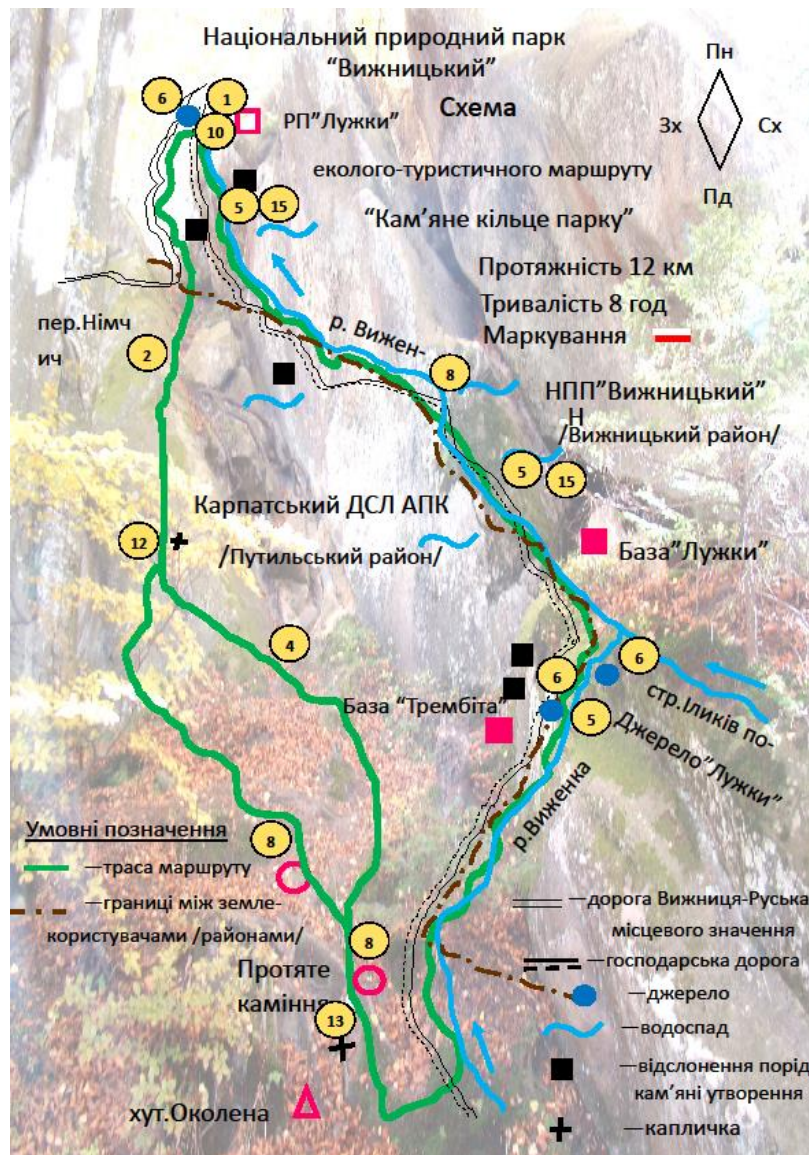 Національний природний парк
“Вижницький”
Пн
Зх
Сх
Пд
6
1
10
РП"Лужки"
Схема
еколого-туристичного маршруту
5
15
“Кам’яне кільце парку”
Протяжність 12 км
Тривалість 8 год
Маркування
пер.Німч
ич
2
р. Вижен-
8
НПП"Вижницький"
Н
/Вижницький район/
5
15
Карпатський ДСЛ АПК
/Путильський район/
12
База"Лужки"
4
6
6
стр.Іликів по-
База “Трембіта”
5
Джерело"Лужки"
р.Виженка
Умовні позначення
8
—траса маршруту
—границі між земле-
користувачами /районами/
—дорога Вижниця-Руська
місцевого значення
8
—господарська дорога
Протяте
каміння
—джерело
13
—водоспад
—відслонення порід
кам’яні утворення
хут.Околена
—капличка